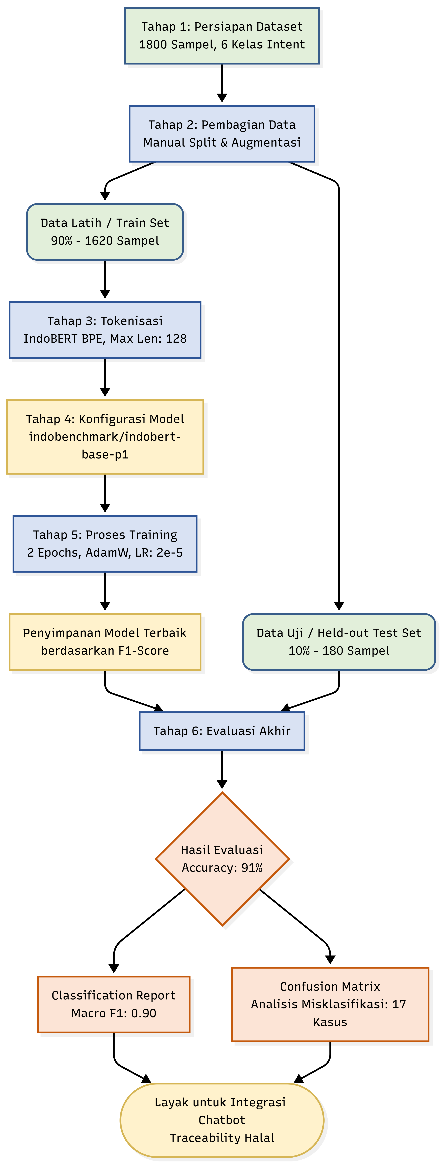 Tahap 1: Persiapan Dataset
1800 Sampel, 6 Kelas Intent
Tahap 2: Pembagian Data
Manual Split & Augmentasi
Data Latih / Train Set
90% - 1620 Sampel
Tahap 3: Tokenisasi
IndoBERT BPE, Max Len: 128
Tahap 4: Konfigurasi Model
indobenchmark/indobert-
base-p1
Tahap 5: Proses Training
2 Epochs, AdamW, LR: 2e-5
Penyimpanan Model Terbaik
berdasarkan F1-Score
Data Uji / Held-out Test Set
10% - 180 Sampel
Tahap 6: Evaluasi Akhir
Hasil Evaluasi
Accuracy: 91%
Classification Report
Macro F1: 0.90
Confusion Matrix
Analisis Misklasifikasi: 17
Kasus
Layak untuk Integrasi
Chatbot
Traceability Halal